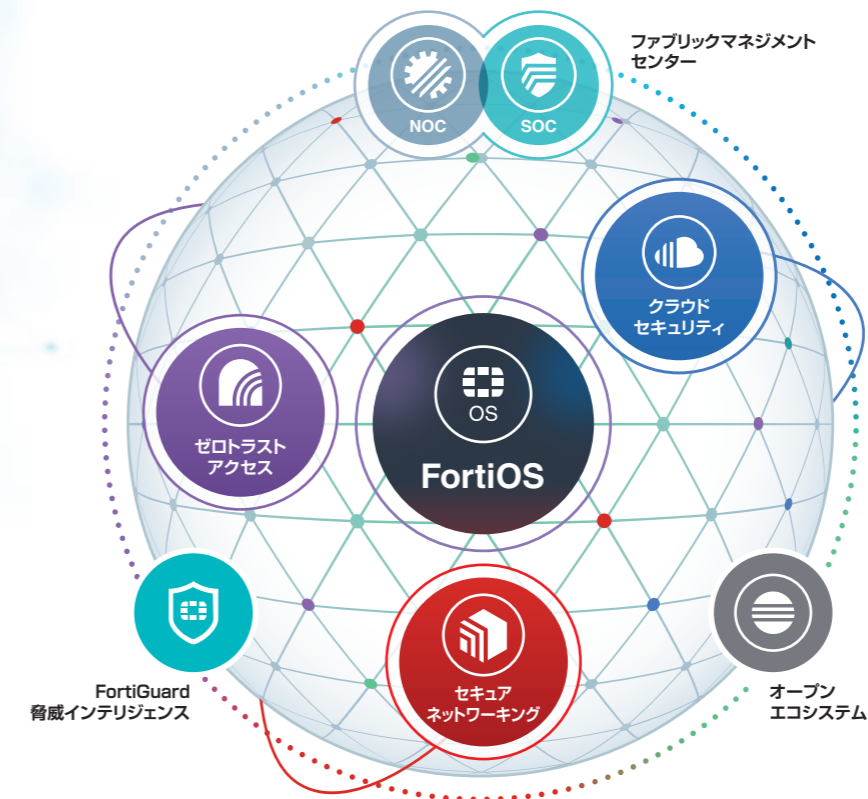 ファブリックマネジメント
センター
NOC
SOC
クラウド
セキュリティ
ゼロトラスト
アクセス
OS
FortiOS
FortiGuard
脅威インテリジェンス
セキュア
ネットワーキング
オープン
エコシステム